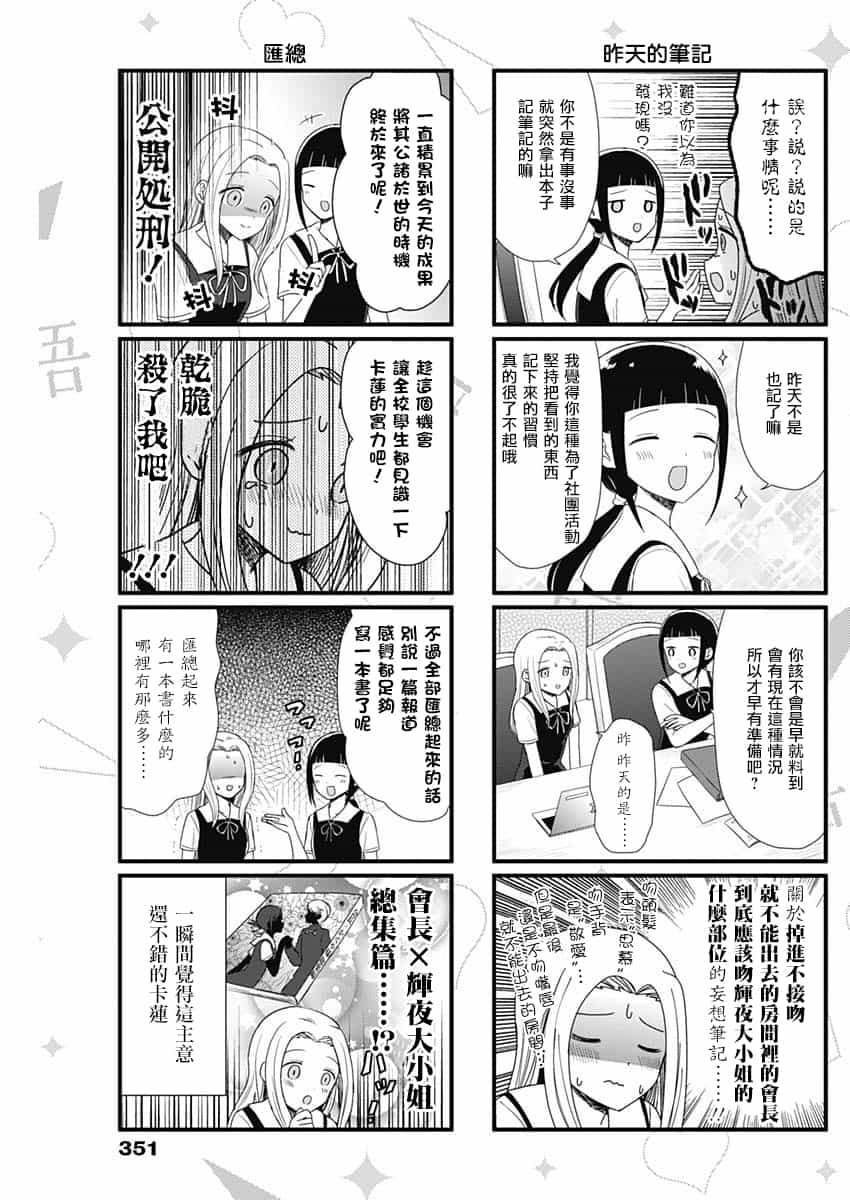 昨天的筆記
誤？說？說的是
什麼事情呢……
難道你以為
我沒
發現嗎？
你不是有事沒事
就突然拿出本子
記筆記的嘛
昨天不是
也記了嘛
我覺得你這種為了社團活動
堅持把看到的東西
記下來的習慣
真的很了不起哦
你該不會是早就料到
會有現在這種情況
所以才早有準備吧？
昨 昨天的是……
關於掉進不接吻
就不能出去的房間裡的會長
到底應該吻輝夜大小姐的
什麼部位的妄想筆記……!!
吻頭髮
表示“思慕”
吻手背
是“敬愛”…
但是最後
還是不吻嘴唇
就不能出去的房間…
匯總
一直積累到今天的成果
將其公諸於世的時機
終於來了呢！
抖
抖
公開処刑！
趁這個機會
讓全校學生都見識一下
卡蓮的實力吧！
乾脆
殺了我吧
!!!
不過全部匯總起來的話
別說一篇報道
感覺都足夠
寫一本書了呢
匯總起來
有一本書什麼的
哪裡有那麼多……
會長×輝夜大小姐
總集篇……!?
一瞬間覺得這主意
還不錯的卡蓮
351